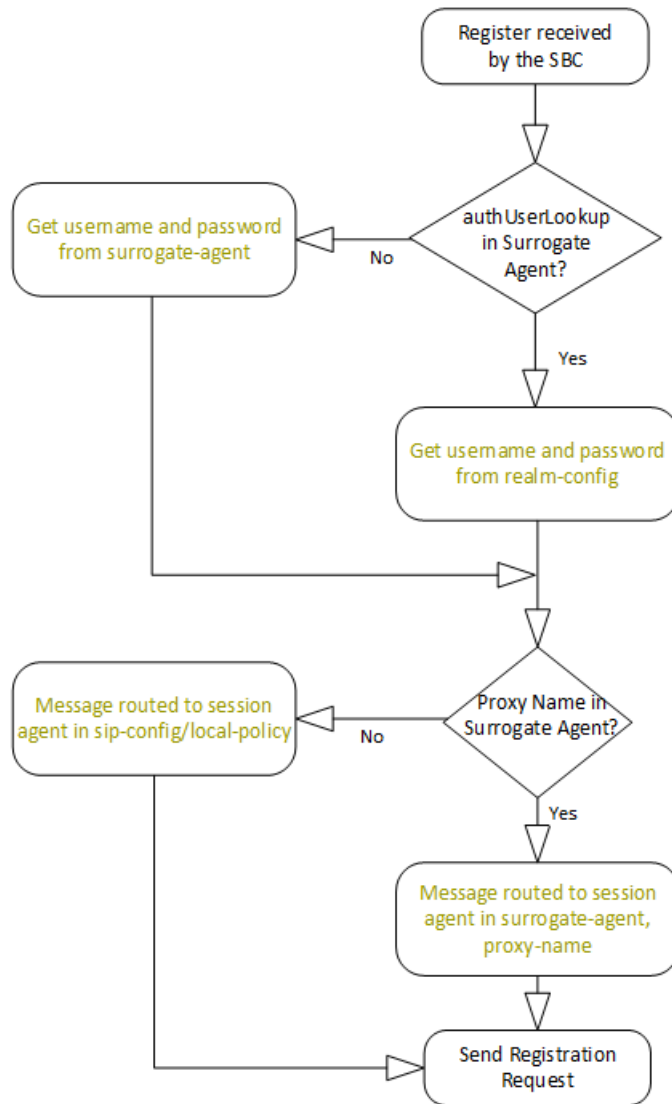 Register received
by the SBC
authUserLookup
in Surrogate
Agent?
No
Get username and password
from surrogate-agent
Yes
Get username and password
from realm-config
Proxy Name in
Surrogate Agent?
No
Message routed to session
agent in sip-config/local-policy
Yes
Message routed to session
agent in surrogate-agent,
proxy-name
Send Registration
Request